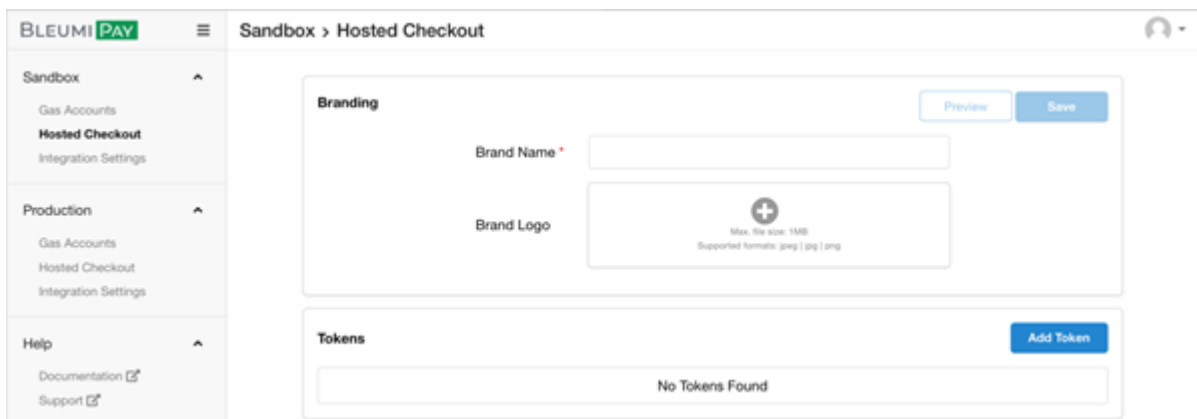 BLEUMI PAY
Sandbox > Hosted Checkout
Sandbox
Gas Accounts
Hosted Checkout
Integration Settings
Production
Gas Accounts
Hosted Checkout
Integration Settings
Help
Documentation
Support
Branding
Preview
Save
Brand Name *
Brand Logo
Max. file size: 1MB
Supported formats: jpeg | jpg | png
Tokens
Add Token
No Tokens Found